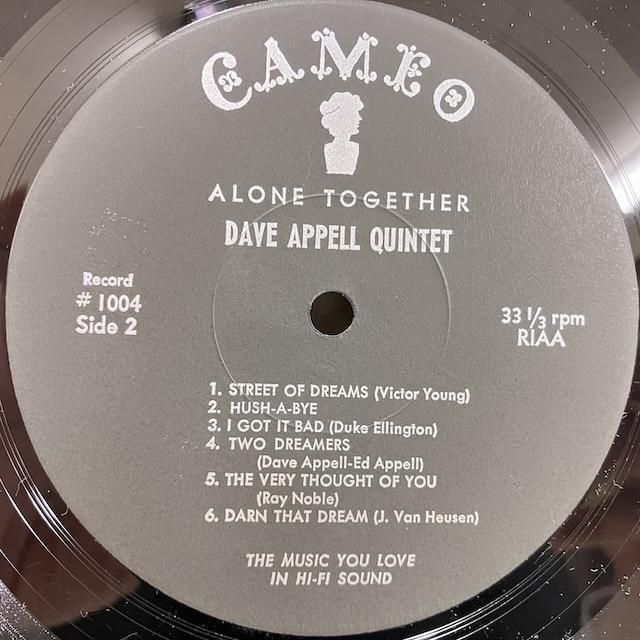 CAMEO
ALONE TOGETHER
DAVE APPELL QUINTET
Record
# 1004
Side 2
33 1/3 rpm
RIAA
1. STREET OF DREAMS (Victor Young)
2. HUSH-A-BYE
3. I GOT IT BAD (Duke Ellington)
4. TWO DREAMERS
(Dave Appell-Ed Appell)
5. THE VERY THOUGHT OF YOU
(Ray Noble)
6. DARN THAT DREAM (J. Van Heusen)
THE MUSIC YOU LOVE
IN HI-FI SOUND